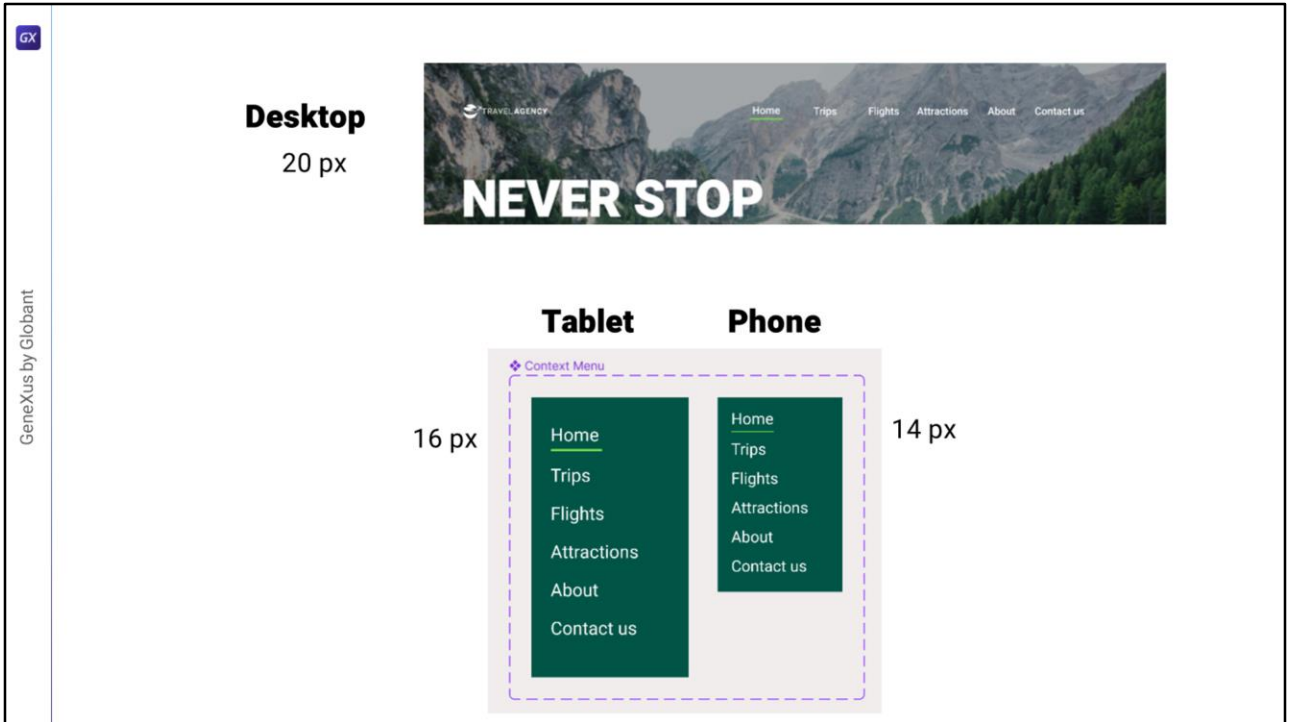 GX
GeneXus by Globant
Desktop
20 px
TRAVEL AGENCY
Home Trips Flights Attractions About Contact us
NEVER STOP
Tablet Phone
Context Menu
16 px
Home
Trips
Flights
Attractions
About
Contact us
Home
Trips
Flights
Attractions
About
Contact us
14 px